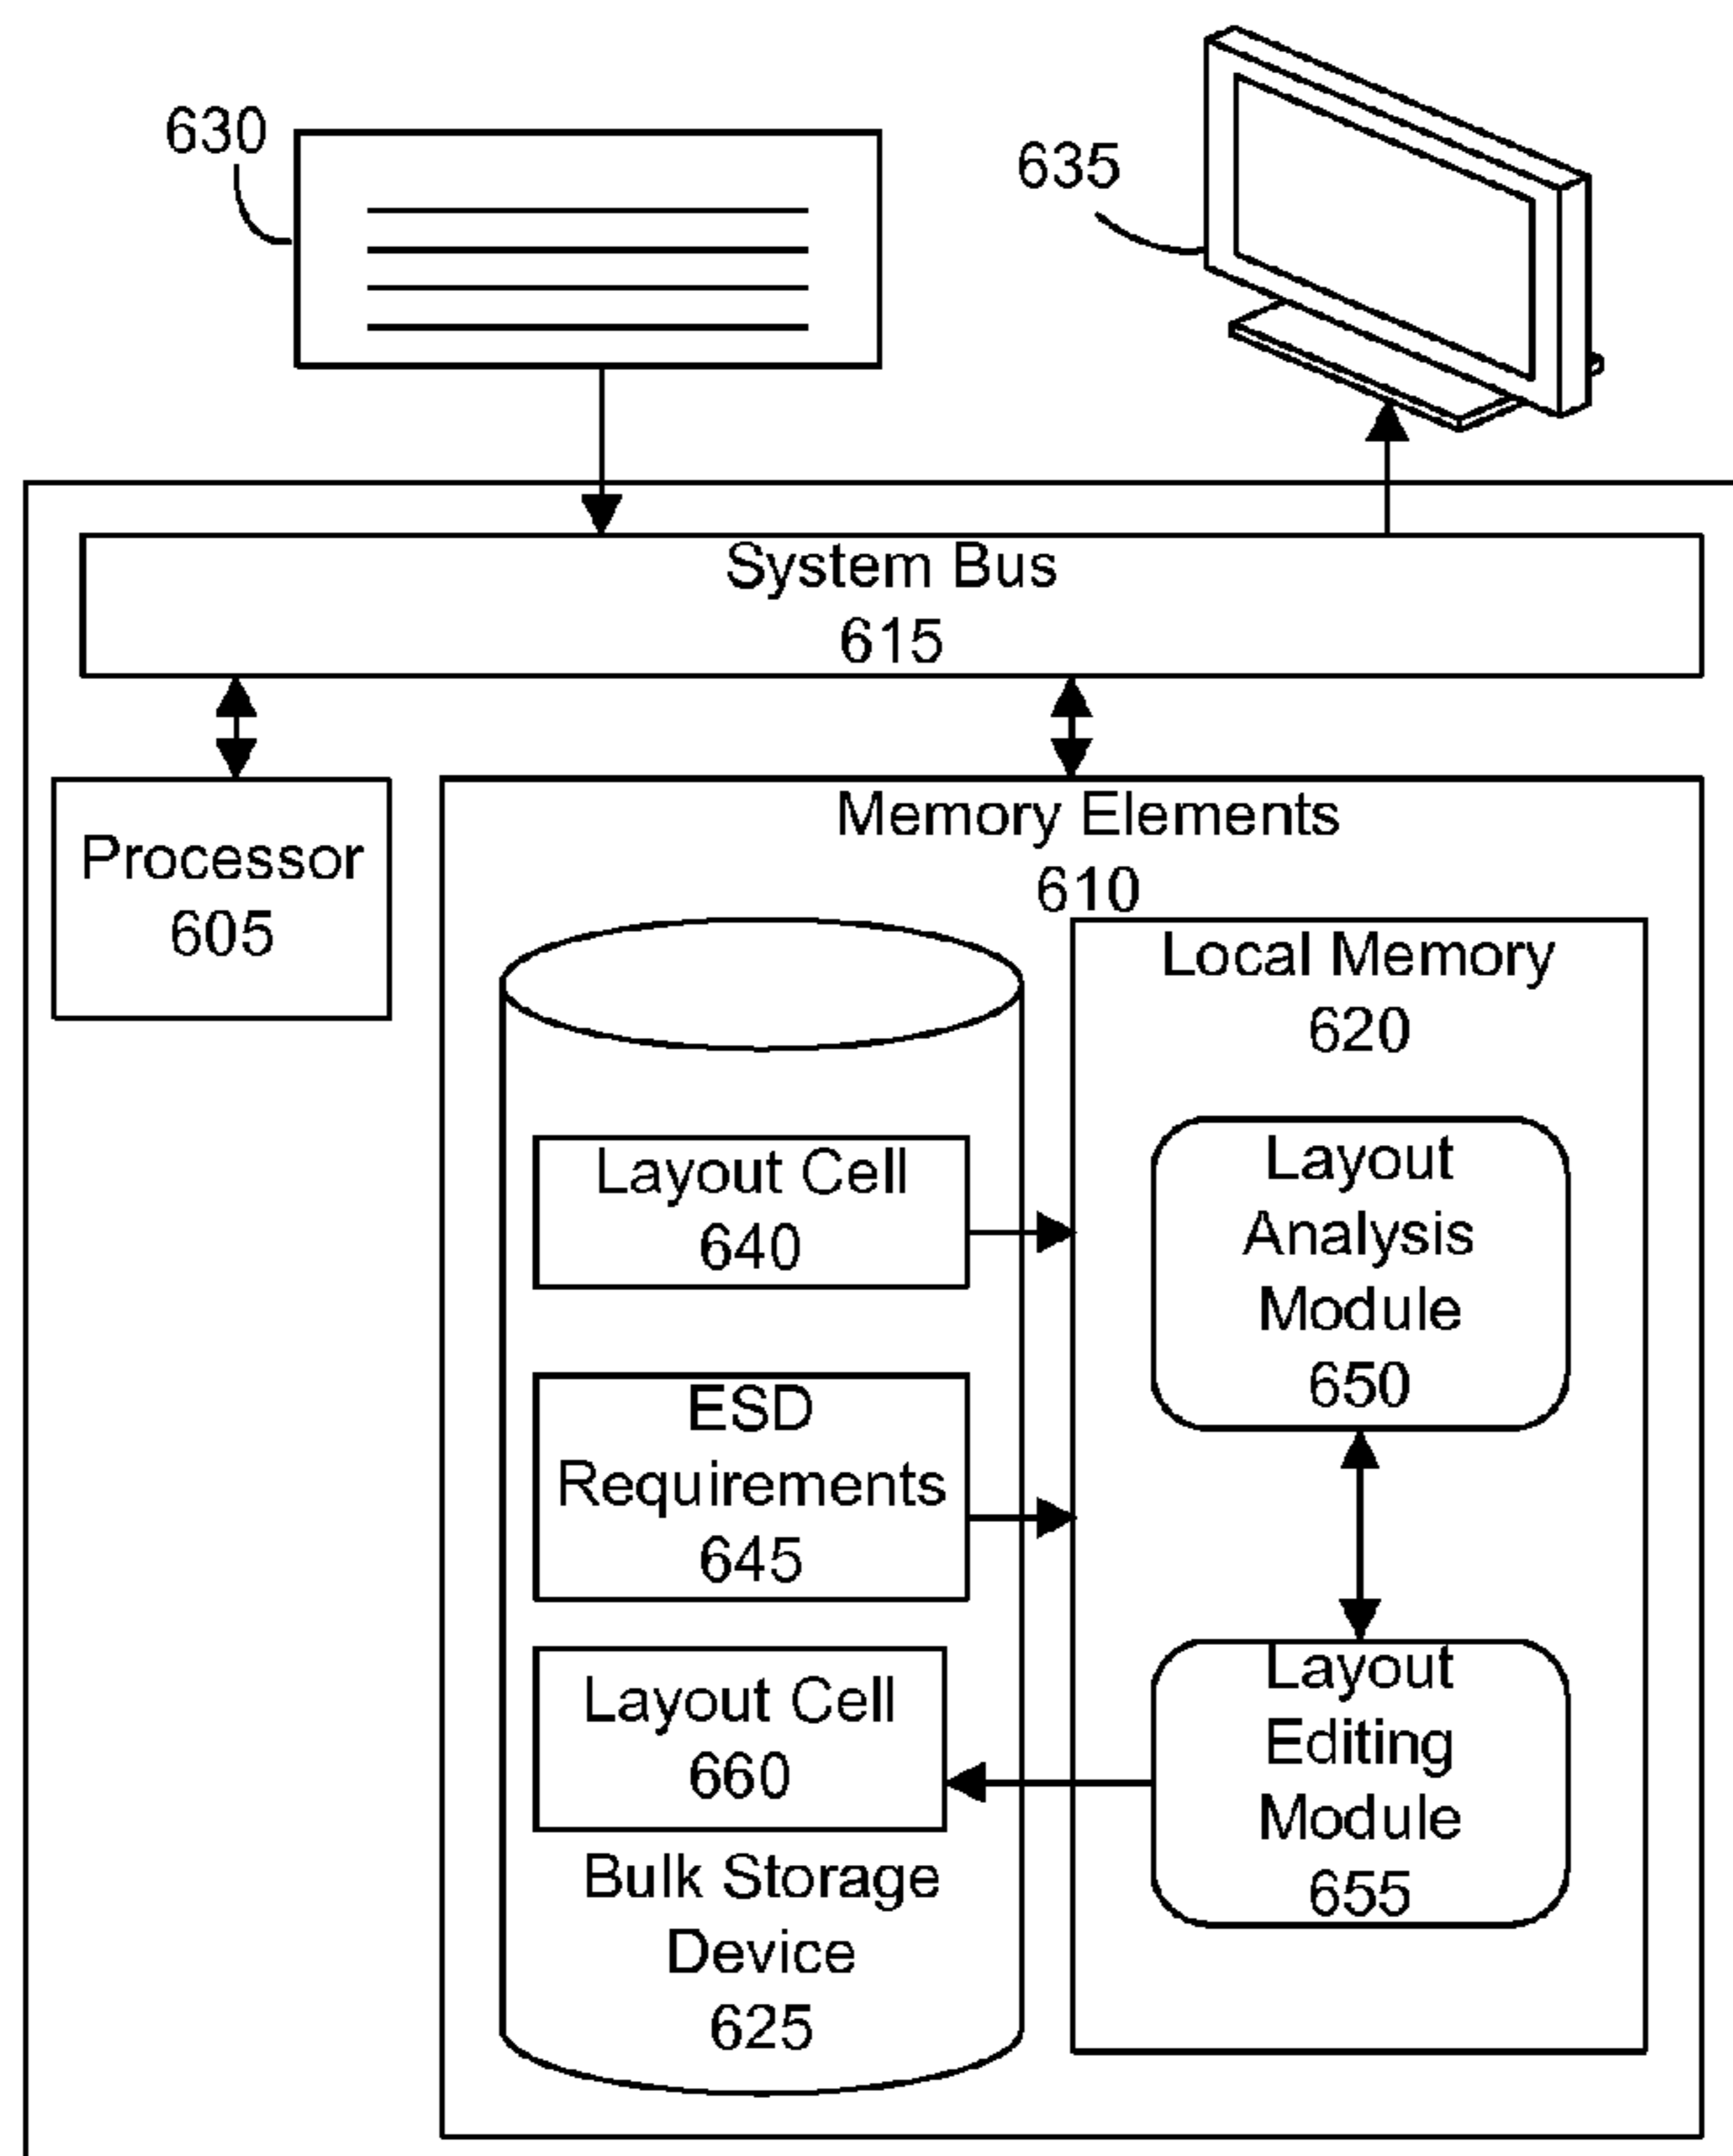 630
635
System Bus
615
Processor
605
Memory Elements
610
Local Memory
620
Layout Cell
640
ESD
Requirements
645
Layout Cell
660
Bulk Storage
Device
625
Layout
Analysis
Module
650
Layout
Editing
Module
655